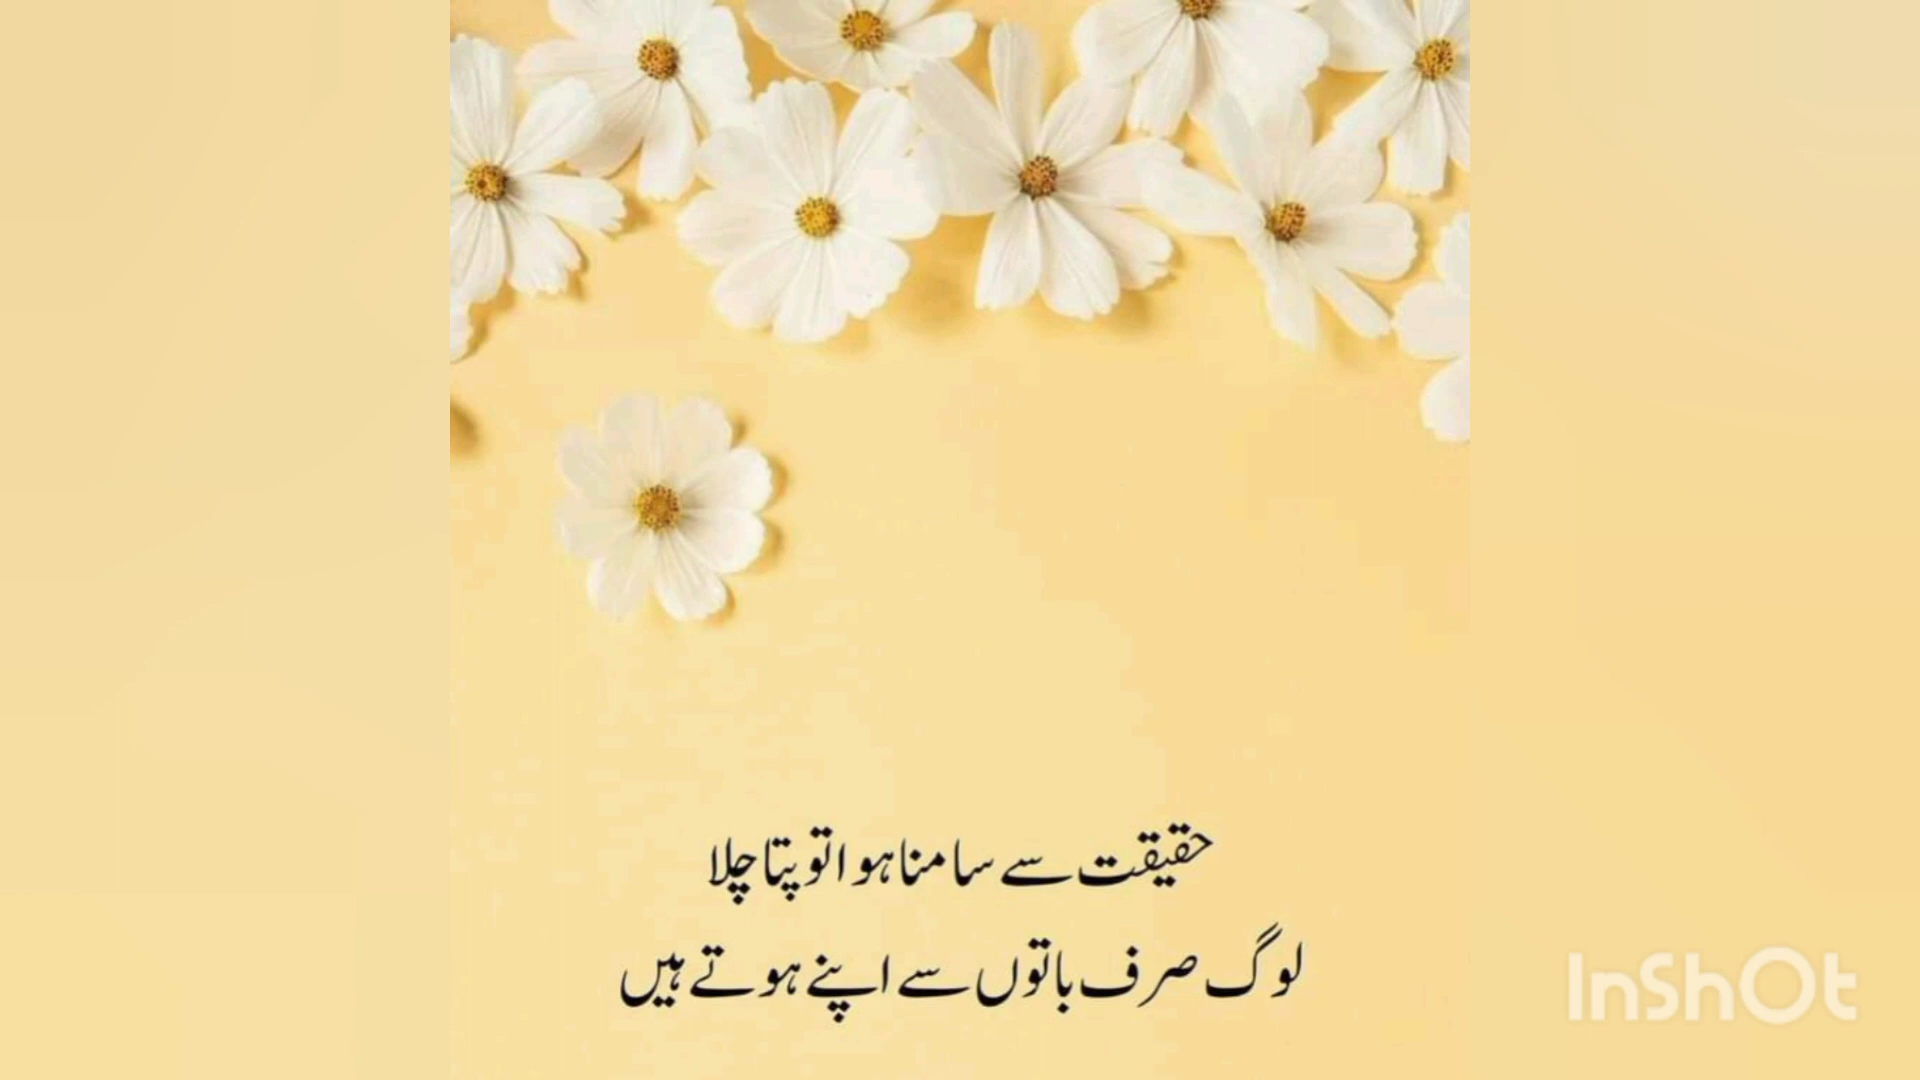 حقیقت سے سامنا ہوا تو پتا چلا
لوگ صرف باتوں سے اپنے ہوتے ہیں
InShOt